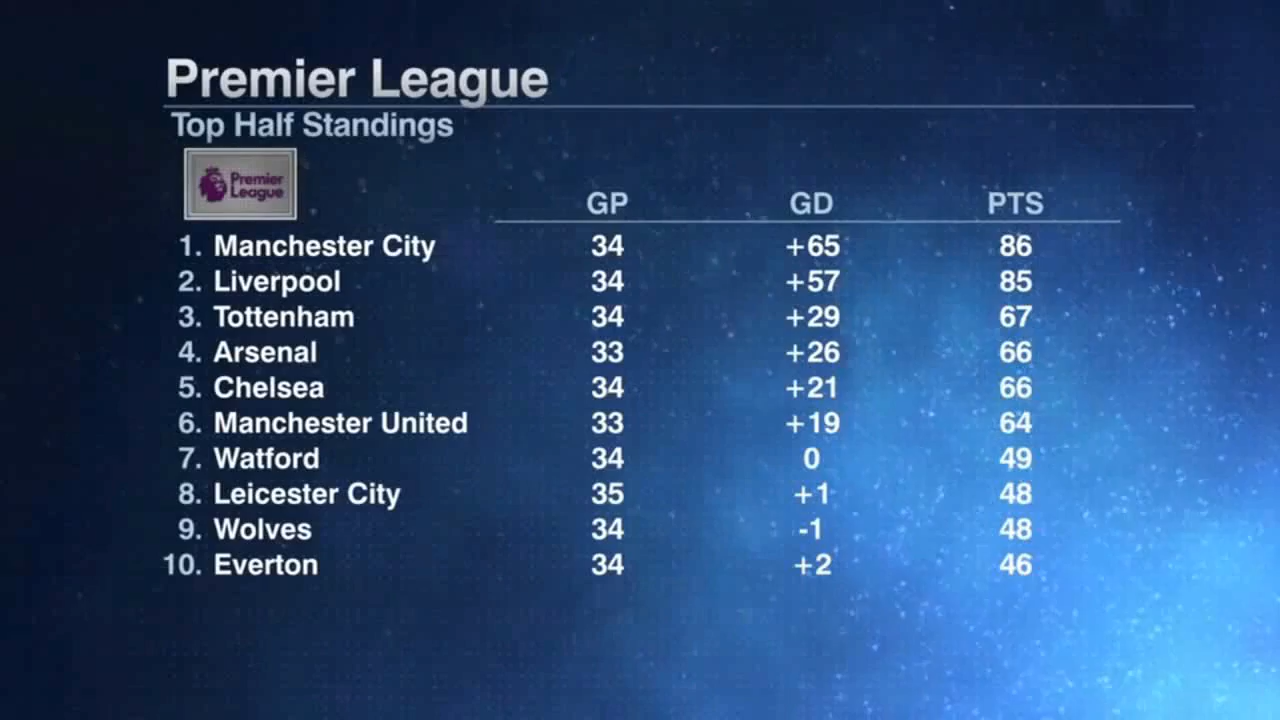 Premier League
Top Half Standings
Premier
League
GP GD PTS
1. Manchester City 34 +65 86
2. Liverpool 34 +57 85
3. Tottenham 34 +29 67
4. Arsenal 33 +26 66
5. Chelsea 34 +21 66
6. Manchester United 33 +19 64
7. Watford 34 0 49
8. Leicester City 35 +1 48
9. Wolves 34 -1 48
10. Everton 34 +2 46